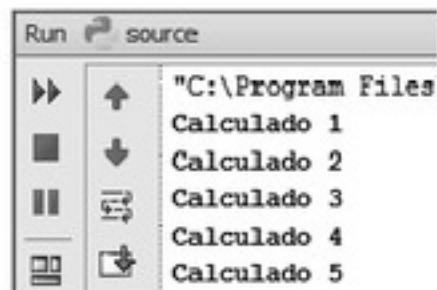 Run source
"C:\Program Files
Calculado 1
Calculado 2
Calculado 3
Calculado 4
Calculado 5